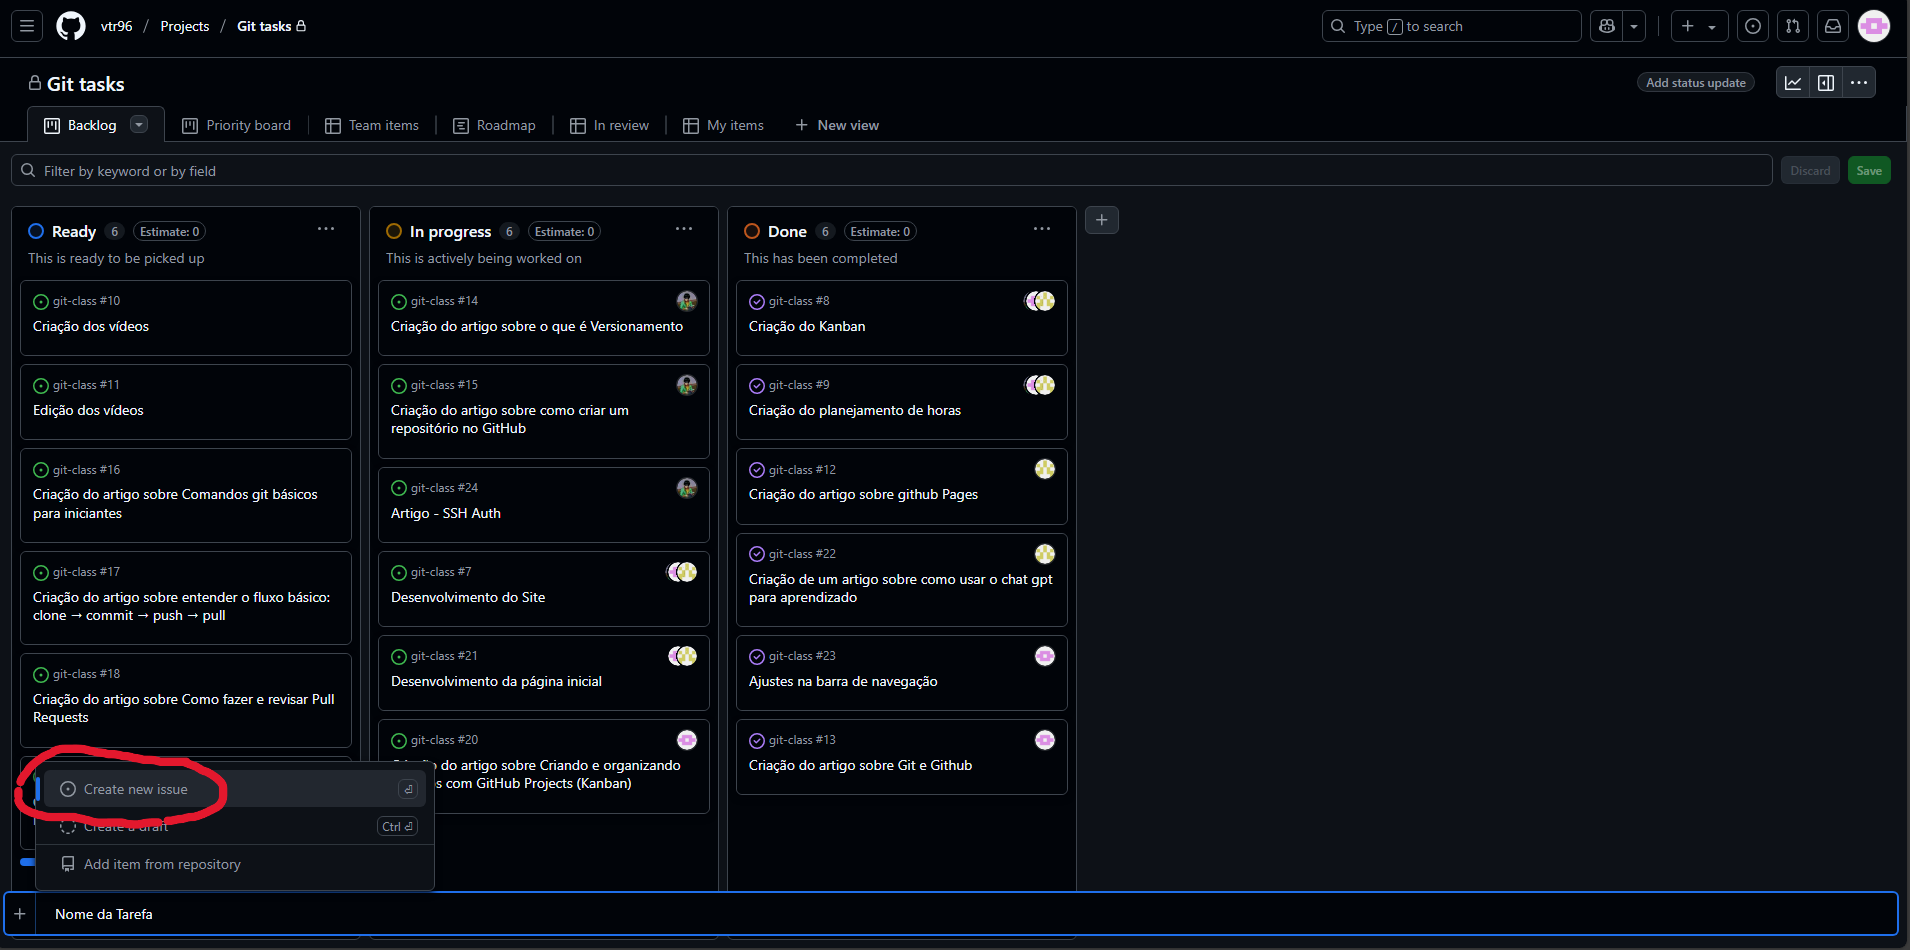 vtr96 / Projects / Git tasks
Type / to search
Git tasks
Add status update
Backlog
Priority board
Team items
Roadmap
In review
My items
New view
Filter by keyword or by field
Discard
Save
Ready 6 Estimate: 0
This is ready to be picked up
git-class #10
Criação dos vídeos
git-class #11
Edição dos vídeos
git-class #16
Criação do artigo sobre Comandos git básicos
para iniciantes
git-class #17
Criação do artigo sobre entender o fluxo básico:
clone → commit → push → pull
git-class #18
Criação do artigo sobre Como fazer e revisar Pull
Requests
In progress 6 Estimate: 0
This is actively being worked on
git-class #14
Criação do artigo sobre o que é Versionamento
git-class #15
Criação do artigo sobre como criar um
repositório no GitHub
git-class #24
Artigo - SSH Auth
git-class #7
Desenvolvimento do Site
git-class #21
Desenvolvimento da página inicial
git-class #20
do artigo sobre Criando e organizando
com GitHub Projects (Kanban)
Done 6 Estimate: 0
This has been completed
git-class #8
Criação do Kanban
git-class #9
Criação do planejamento de horas
git-class #12
Criação do artigo sobre github Pages
git-class #22
Criação de um artigo sobre como usar o chat gpt
para aprendizado
git-class #23
Ajustes na barra de navegação
git-class #13
Criação do artigo sobre Git e Github
Create new issue
Create a draft Ctrl
Add item from repository
Nome da Tarefa